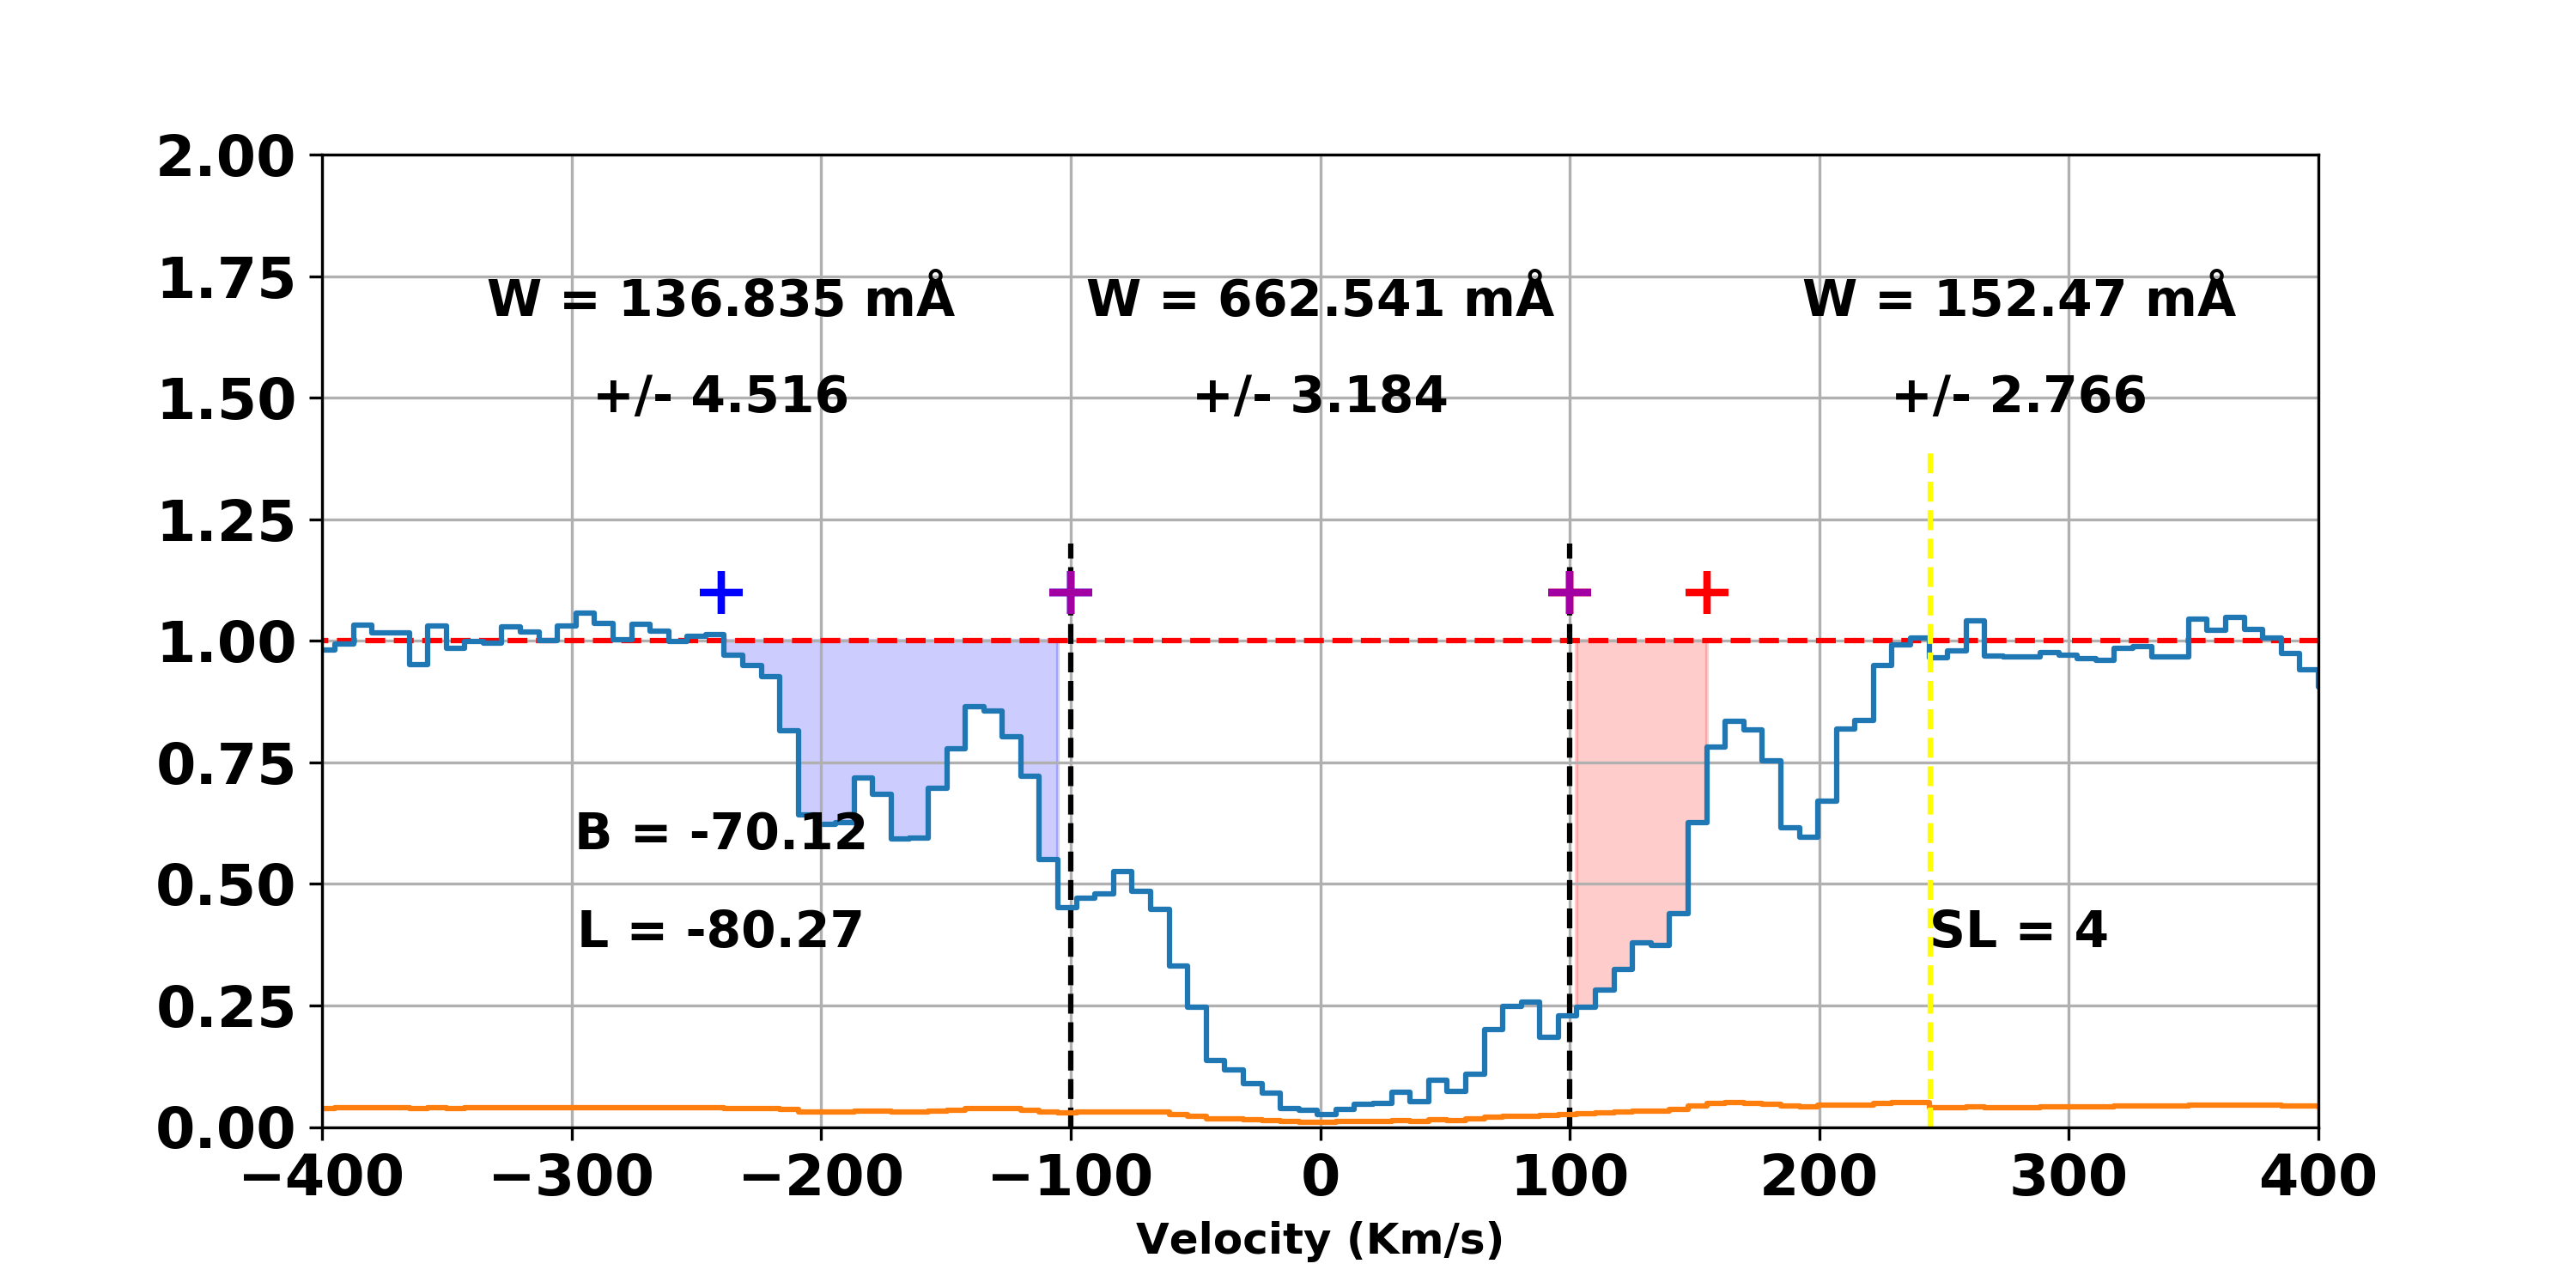 2.00
1.75
W = 136.835 mÅ W = 662.541 mÅ W = 152.47 mÅ
1.50
+/- 4.516 +/- 3.184 +/- 2.766
1.25
1.00
0.75
B = -70.12
0.50
L = -80.27 SL = 4
0.25
0.00
−400 −300 −200 −100 0 100 200 300 400
Velocity (Km/s)